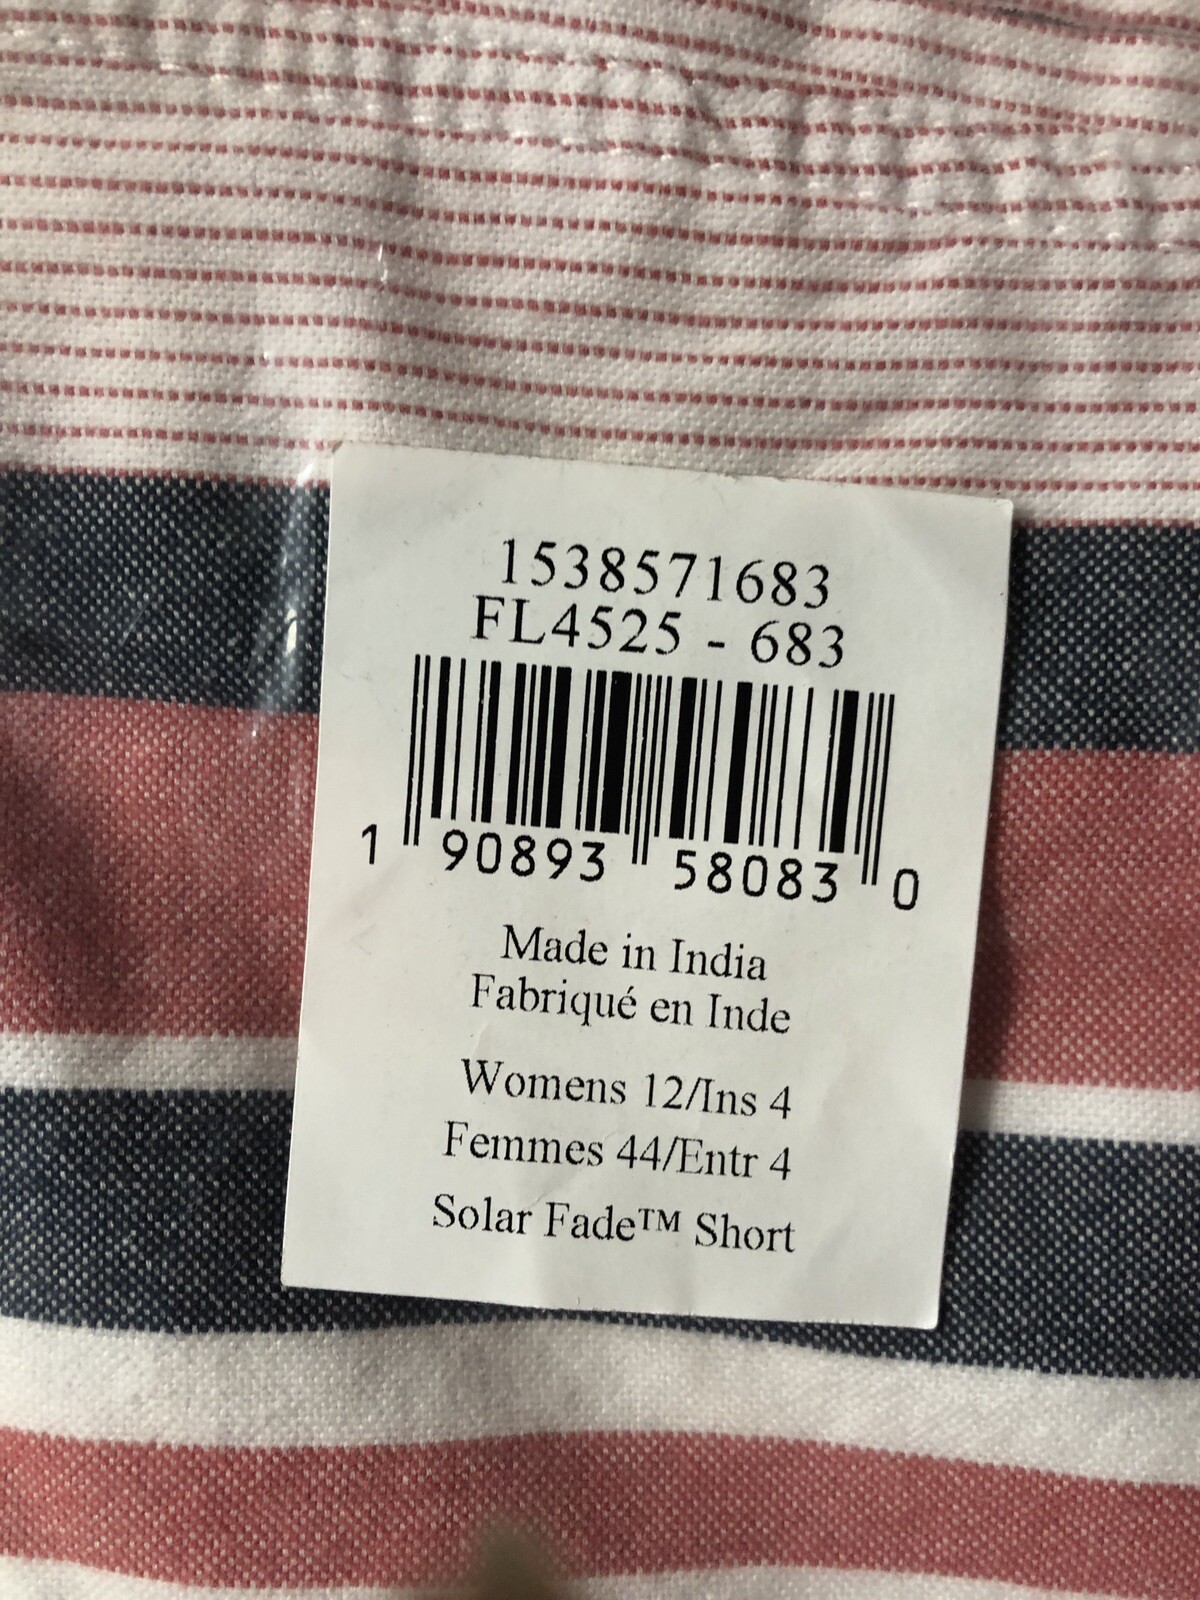 1538571683
FL4525 - 683
1 90893 58083 0
Made in India
Fabriqué en Inde
Womens 12/Ins 4
Femmes 44/Entr 4
Solar Fade™ Short